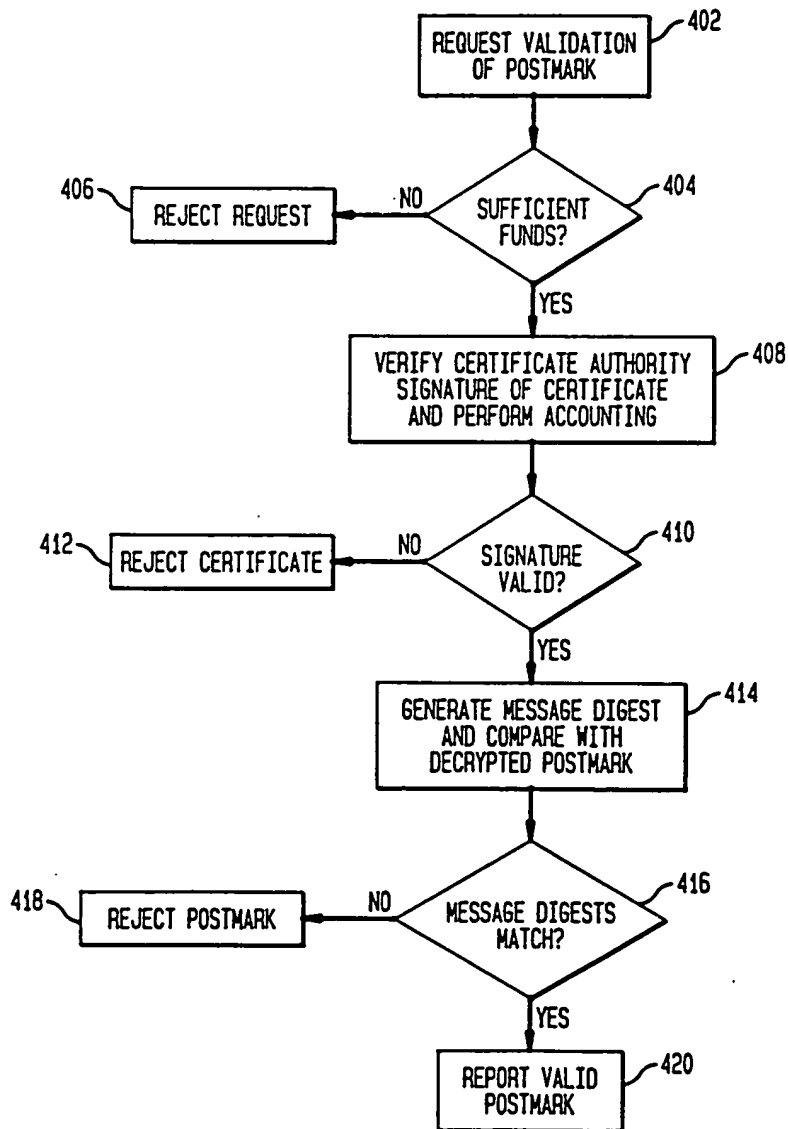 REQUEST VALIDATION
OF POSTMARK
402
SUFFICIENT
FUNDS?
404
NO
REJECT REQUEST
406
YES
VERIFY CERTIFICATE AUTHORITY
SIGNATURE OF CERTIFICATE
AND PERFORM ACCOUNTING
408
SIGNATURE
VALID?
410
NO
REJECT CERTIFICATE
412
YES
GENERATE MESSAGE DIGEST
AND COMPARE WITH
DECRYPTED POSTMARK
414
MESSAGE DIGESTS
MATCH?
416
NO
REJECT POSTMARK
418
YES
REPORT VALID
POSTMARK
420